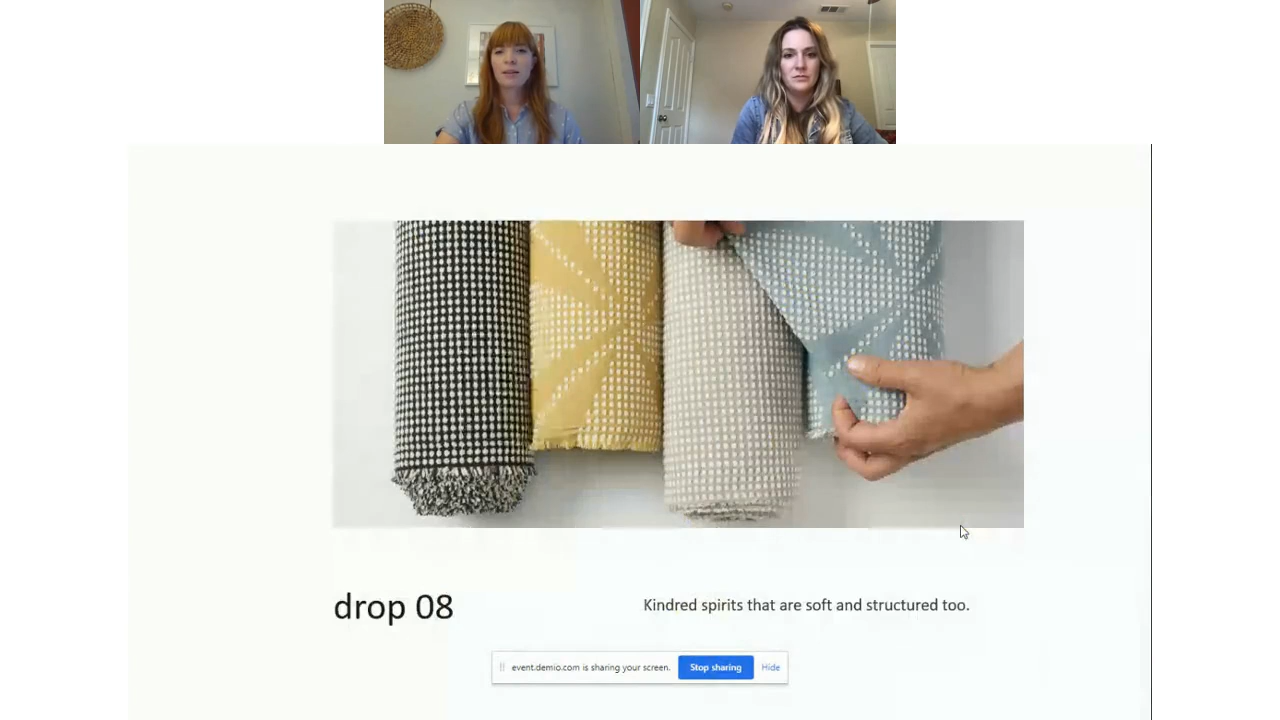 drop 08
Kindred spirits that are soft and structured too.
event.demio.com is sharing your screen. Stop sharing Hide